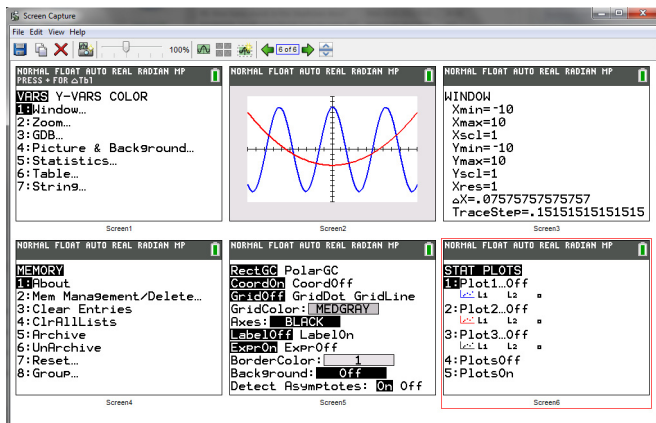 Screen Capture
File Edit View Help
100%
6 of 6
NORMAL FLOAT AUTO REAL RADIAN MP
PRESS + FOR △Tbl
VARS Y-VARS COLOR
1:Window…
2:Zoom…
3:GDB…
4:Picture & Background…
5:Statistics…
6:Table…
7:String…
Screen1
NORMAL FLOAT AUTO REAL RADIAN MP
Screen2
NORMAL FLOAT AUTO REAL RADIAN MP
WINDOW
Xmin=-10
Xmax=10
Xscl=1
Ymin=-10
Ymax=10
Yscl=1
Xres=1
△X=.07575757575757
TraceStep=.15151515151515
Screen3
NORMAL FLOAT AUTO REAL RADIAN MP
MEMORY
1:About
2:Mem Management/Delete…
3:Clear Entries
4:ClrAllLists
5:Archive
6:UnArchive
7:Reset…
8:Group…
Screen4
NORMAL FLOAT AUTO REAL RADIAN MP
RectGC PolarGC
CoordOn CoordOff
GridOff GridDot GridLine
GridColor: MEDGRAY
Axes: BLACK
LabelOff LabelOn
ExprOn ExprOff
BorderColor: 1
Background: Off
Detect Asymptotes: On Off
Screen5
NORMAL FLOAT AUTO REAL RADIAN MP
STAT PLOTS
1:Plot1…Off
L1 L2
2:Plot2…Off
L1 L2
3:Plot3…Off
L1 L2
4:PlotsOff
5:PlotsOn
Screen6